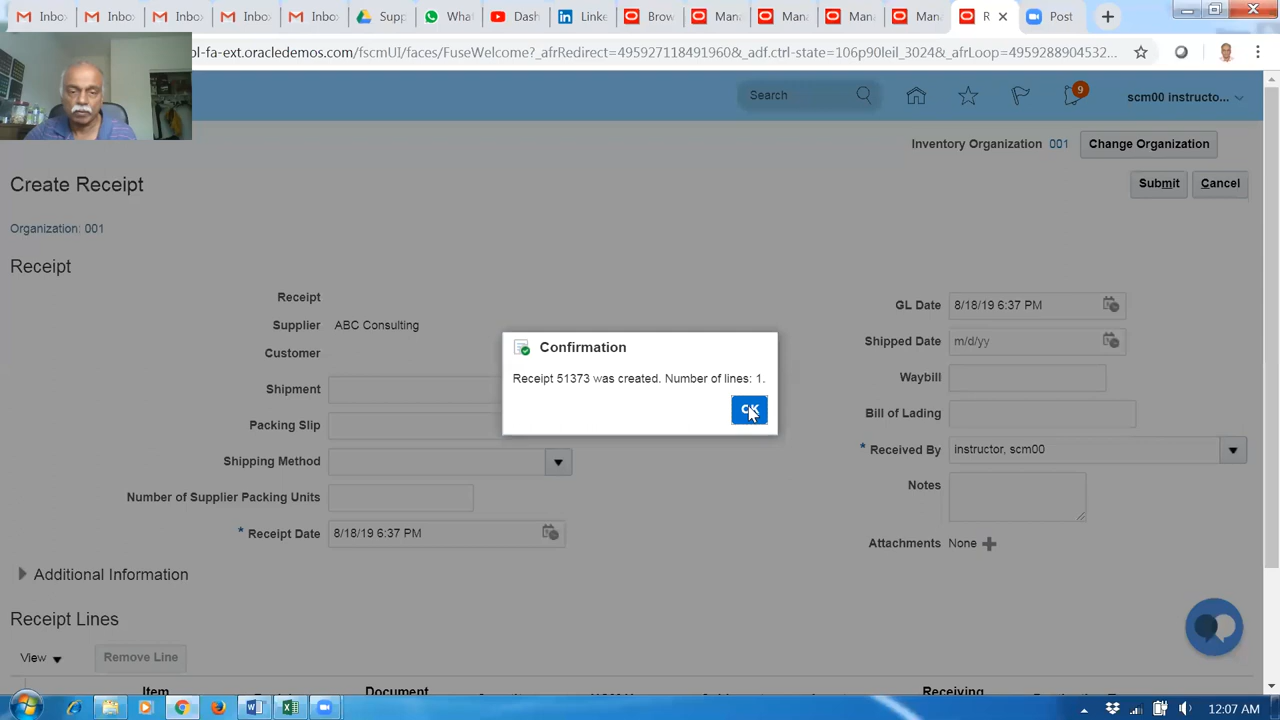 Inbo
Inbo
Inbo
Inbo
Inbo
Supp
What
Dash
Linke
Brow
Man
Mana
Mana
Man
R
Post
ol-fa-ext.oracledemos.com/fscmUI/faces/FuseWelcome?_afrRedirect=4959271849196​0&_adf.ctrl-state=106p90leil_3024&_afrLoop=4959288904532...
Search
9
scm00 instructo...
Inventory Organization 001
Change Organization
Create Receipt
Submit
Cancel
Organization: 001
Receipt
Receipt
Supplier ABC Consulting
Customer
Shipment
Packing Slip
Shipping Method
Number of Supplier Packing Units
* Receipt Date 8/18/19 6:37 PM
GL Date 8/18/19 6:37 PM
Shipped Date m/d/yy
Waybill
Bill of Lading
* Received By instructor, scm00
Notes
Attachments None
Confirmation
Receipt 51373 was created. Number of lines: 1.
OK
Additional Information
Receipt Lines
View
Remove Line
Item
Document
Receiving
12:07 AM